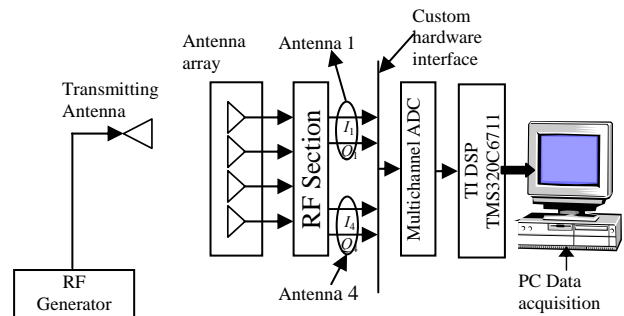 Custom
hardware
interface
Antenna 1
Antenna
array
Transmitting
Antenna
I1
Q1
RF Section
I4
Multichannel ADC
TI DSP
TMS320C6711
RF
Generator
Antenna 4
PC Data
acquisition